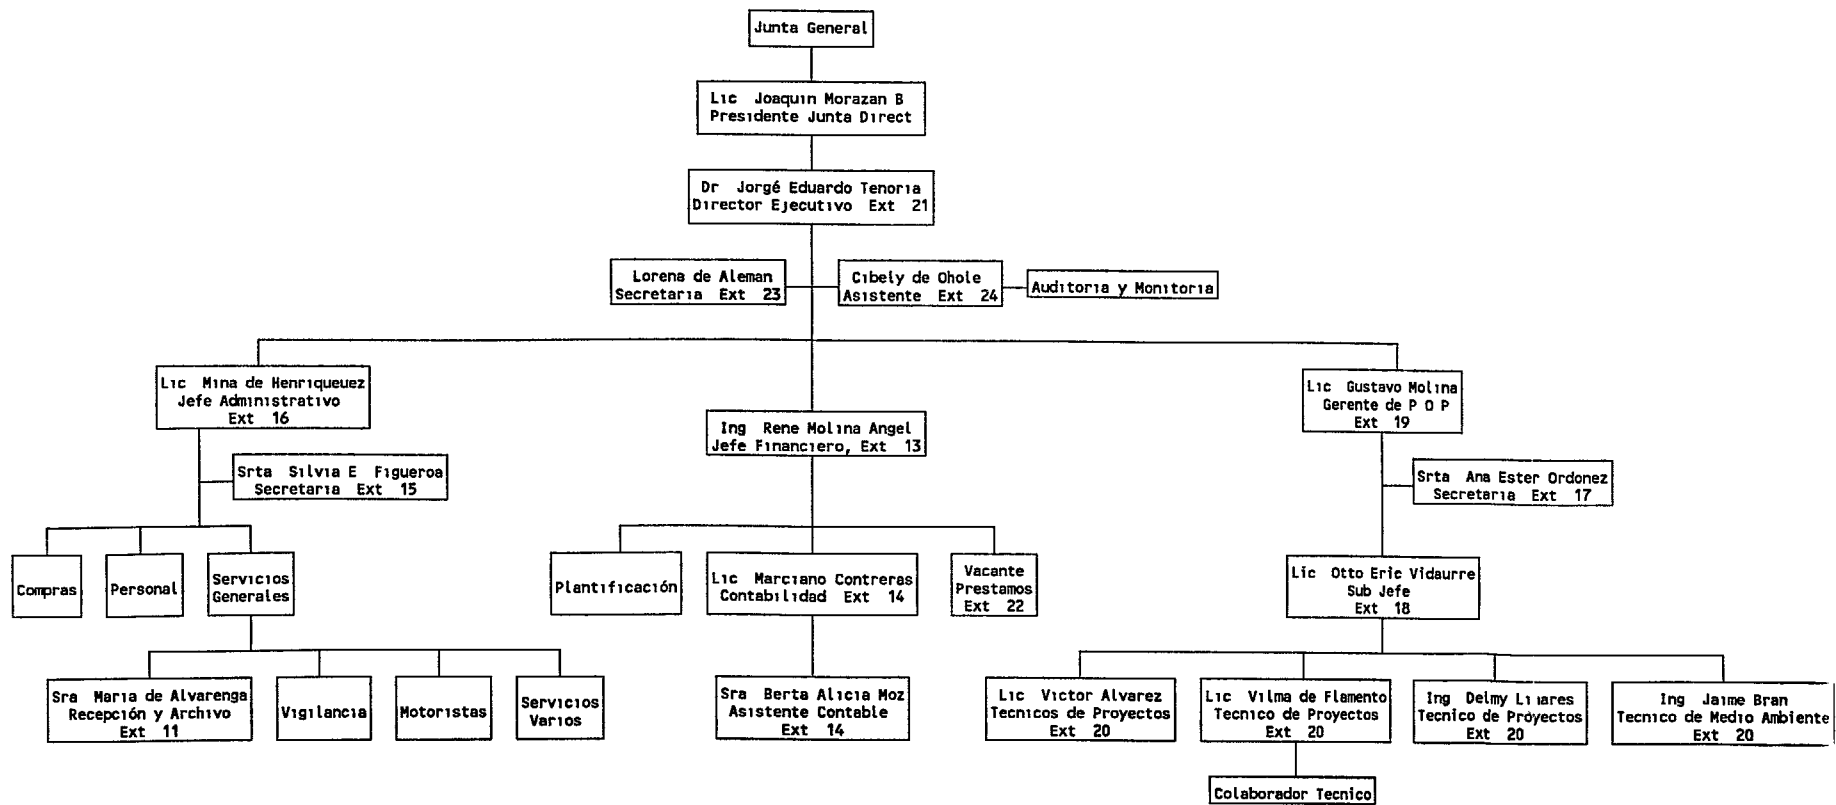 Junta General
Lic Joaquin Morazan B
Presidente Junta Direct
Dr Jorgé Eduardo Tenoria
Director Ejecutivo Ext 21
Lorena de Aleman
Secretaria Ext 23
Cibely de Ohole
Asistente Ext 24
Auditoria y Monitoria
Lic Mina de Henriqueuez
Jefe Administrativo
Ext 16
Ing Rene Molina Angel
Jefe Financiero, Ext 13
Lic Gustavo Molina
Gerente de P O P
Ext 19
Srta Silvia E Figueroa
Secretaria Ext 15
Srta Ana Ester Ordonez
Secretaria Ext 17
Compras
Personal
Servicios
Generales
Plantificación
Lic Marciano Contreras
Contabilidad Ext 14
Vacante
Prestamos
Ext 22
Lic Otto Eric Vidaurre
Sub Jefe
Ext 18
Sra Maria de Alvarenga
Recepción y Archivo
Ext 11
Vigilancia
Motoristas
Servicios
Varios
Sra Berta Alicia Moz
Asistente Contable
Ext 14
Lic Victor Alvarez
Tecnicos de Proyectos
Ext 20
Lic Vilma de Flamento
Tecnico de Proyectos
Ext 20
Ing Delmy
Tecnico de Proyectos
Ext 20
Ing Jaime Bran
Tecnico de Medio Ambiente
Ext 20
Colaborador Tecnico